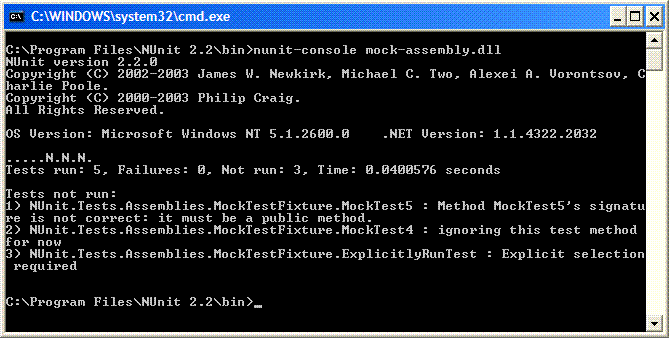 C:\WINDOWS\system32\cmd.exe
C:\Program Files\NUnit 2.2\bin>nunit-console mock-assembly.dll
NUnit version 2.2.0
Copyright (C) 2002-2003 James W. Newkirk, Michael C. Two, Alexei A. Vorontsov, C
harlie Poole.
Copyright (C) 2000-2003 Philip Craig.
All Rights Reserved.
OS Version: Microsoft Windows NT 5.1.2600.0    .NET Version: 1.1.4322.2032
.....N.N.N.
Tests run: 5, Failures: 0, Not run: 3, Time: 0.0400576 seconds
Tests not run:
1) NUnit.Tests.Assemblies.MockTestFixture.MockTest5 : Method MockTest5's signatu
re is not correct: it must be a public method.
2) NUnit.Tests.Assemblies.MockTestFixture.MockTest4 : ignoring this test method
for now
3) NUnit.Tests.Assemblies.MockTestFixture.ExplicitlyRunTest : Explicit selection
 required
C:\Program Files\NUnit 2.2\bin>_